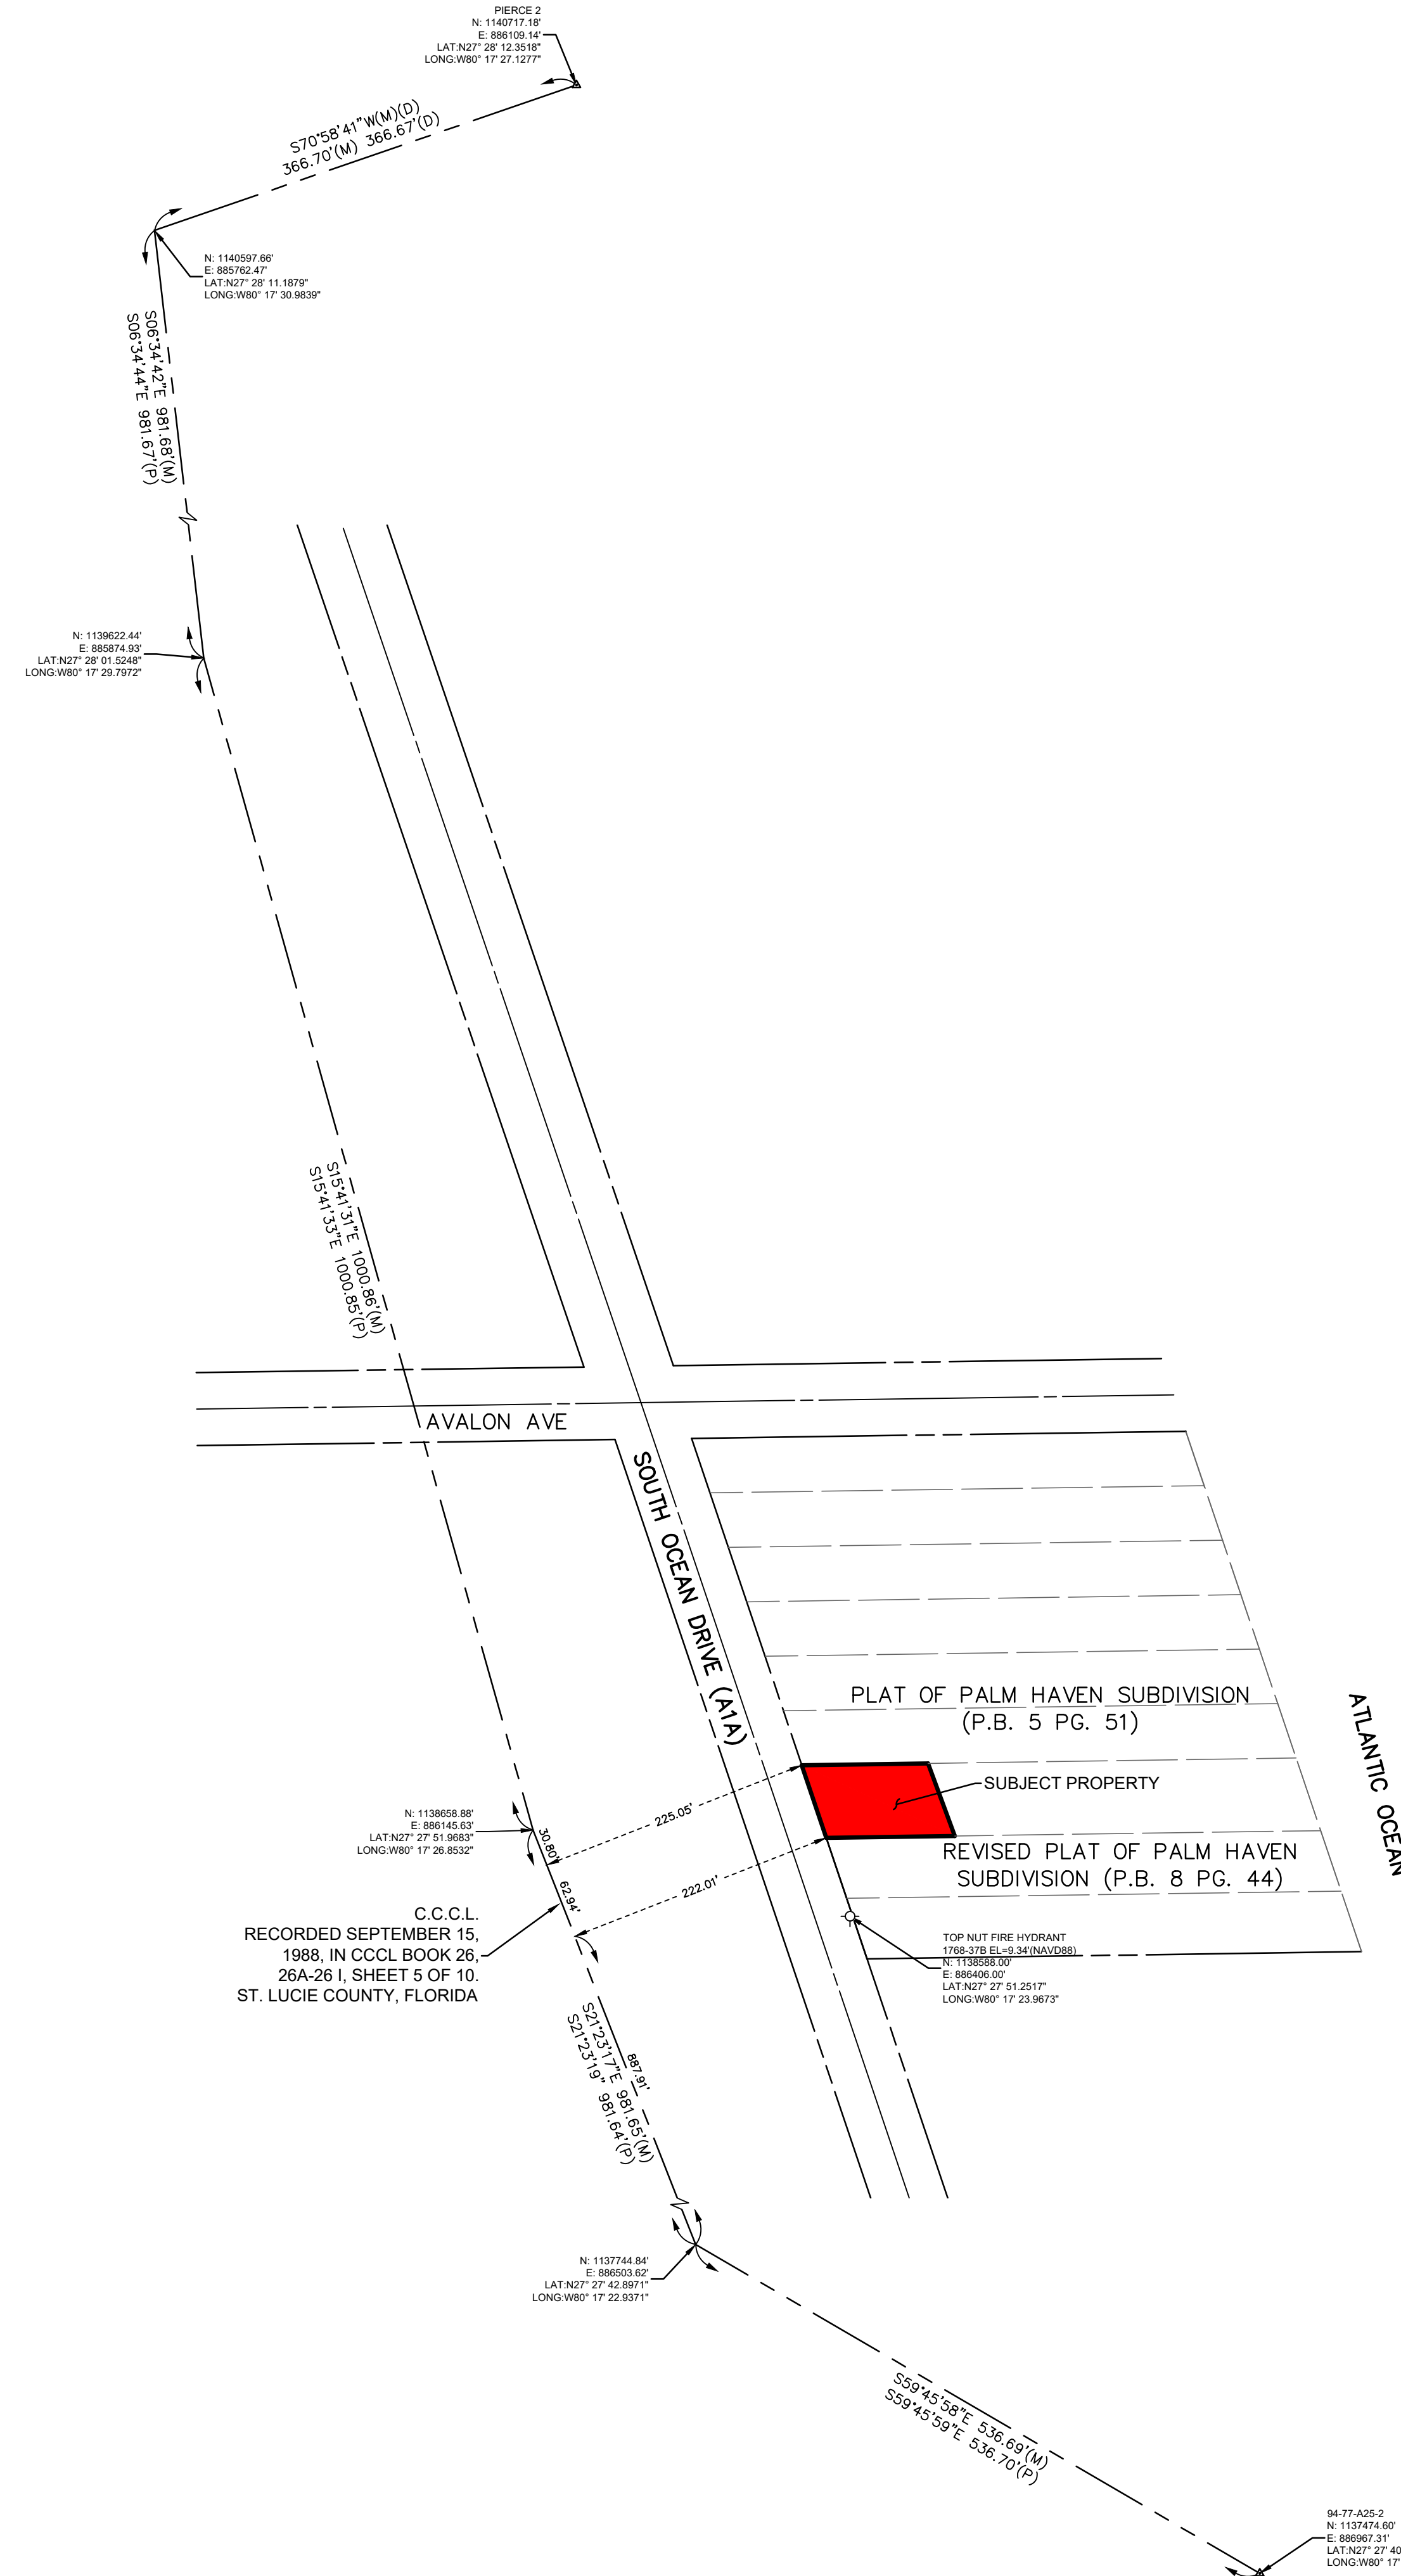 PIERCE 2
N: 1140717.18'
E: 886109.14'
LAT:N27° 28' 12.3518"
LONG:W80° 17' 27.1277"
S70°58'41"W(M)(D)
366.70'(M) 366.67'(D)
N: 1140597.66'
E: 885762.47'
LAT:N27° 28' 11.1879"
LONG:W80° 17' 30.9839"
S06°34'42"E 981.68'(M)
S06°34'44"E 981.67'(P)
N: 1139622.44'
E: 885874.93'
LAT:N27° 28' 01.5248"
LONG:W80° 17' 29.7972"
S15°41'31"E 1000.86'(M)
S15°41'33"E 1000.85'(P)
AVALON AVE
SOUTH OCEAN DRIVE (A1A)
PLAT OF PALM HAVEN SUBDIVISION
(P.B. 5 PG. 51)
ATLANTIC OCEAN
SUBJECT PROPERTY
225.05'
N: 1138658.88'
E: 886145.63'
LAT:N27° 27' 51.9683"
LONG:W80° 17' 26.8532"
30.80'
62.94'
222.01'
REVISED PLAT OF PALM HAVEN
SUBDIVISION (P.B. 8 PG. 44)
C.C.C.L.
RECORDED SEPTEMBER 15,
1988, IN CCCL BOOK 26,
26A-26 I, SHEET 5 OF 10.
ST. LUCIE COUNTY, FLORIDA
TOP NUT FIRE HYDRANT
1768-37B EL=9.34'(NAVD88)
N: 1138588.00'
E: 886406.00'
LAT:N27° 27' 51.2517"
LONG:W80° 17' 23.9673"
887.91'
S21°23'17"E 981.65'(M)
S21°23'19" 981.64'(P)
N: 1137744.84'
E: 886503.62'
LAT:N27° 27' 42.8971"
LONG:W80° 17' 22.9371"
S59°45'58"E 536.69'(M)
S59°45'59"E 536.70'(P)
94-77-A25-2
N: 1137474.60'
E: 886967.31'
LAT:N27° 27' 40
LONG:W80° 17'